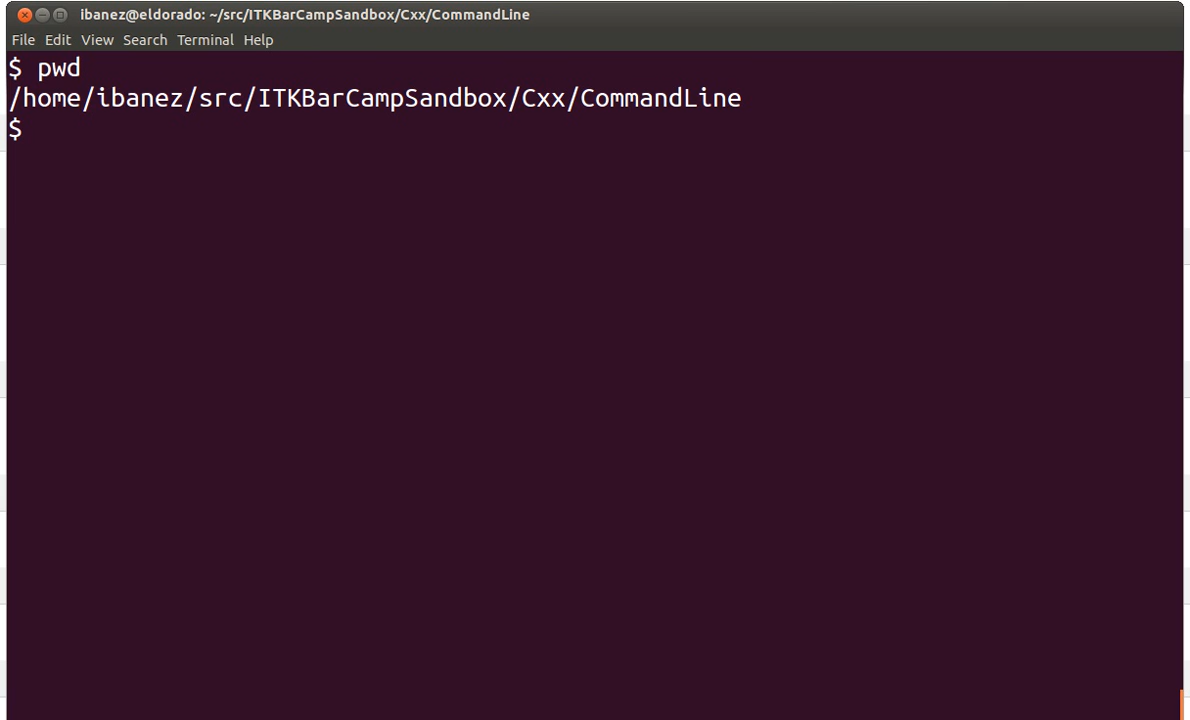 ibanez@eldorado: ~/src/ITKBarCampSandbox/Cxx/CommandLine
File Edit View Search Terminal Help
$ pwd
/home/ibanez/src/ITKBarCampSandbox/Cxx/CommandLine
$